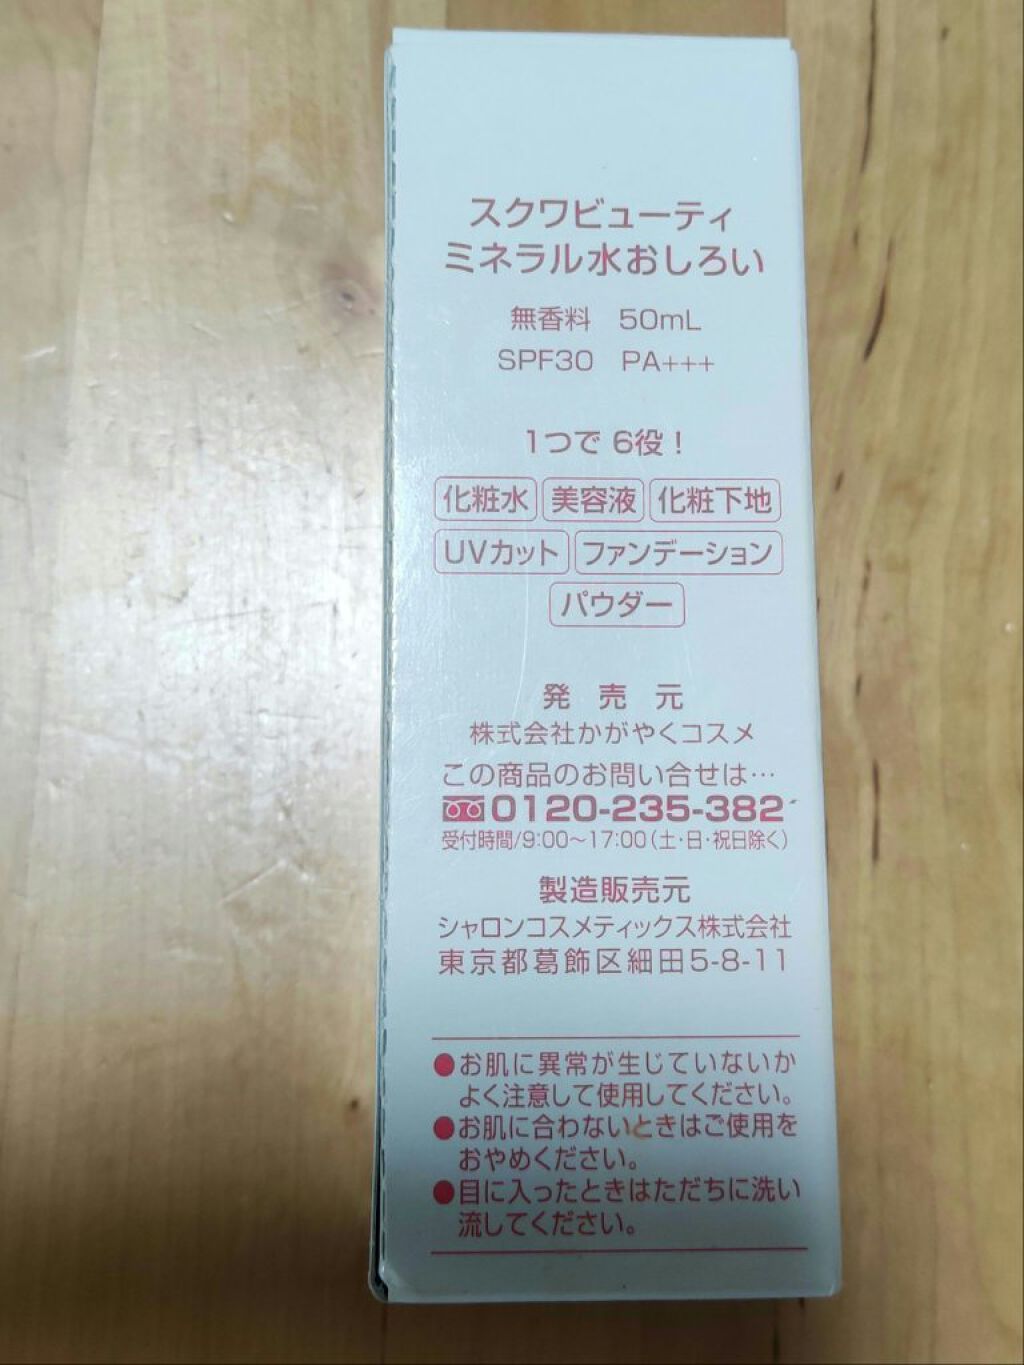 スクワビューティ
ミネラル水おしろい
無香料 50mL
SPF30 PA+++
1つで 6役!
化粧水 美容液 化粧下地
UVカット ファンデーション
パウダー
発売元
株式会社かがやくコスメ
この商品のお問い合せは…
0120-235-382
受付時間/9:00〜17:00(土・日・祝日除く)
製造販売元
シャロンコスメティックス株式会社
東京都葛飾区細田5-8-11
●お肌に異常が生じていないか
よく注意して使用してください。
●お肌に合わないときはご使用を
おやめください。
●目に入ったときはただちに洗い
流してください。